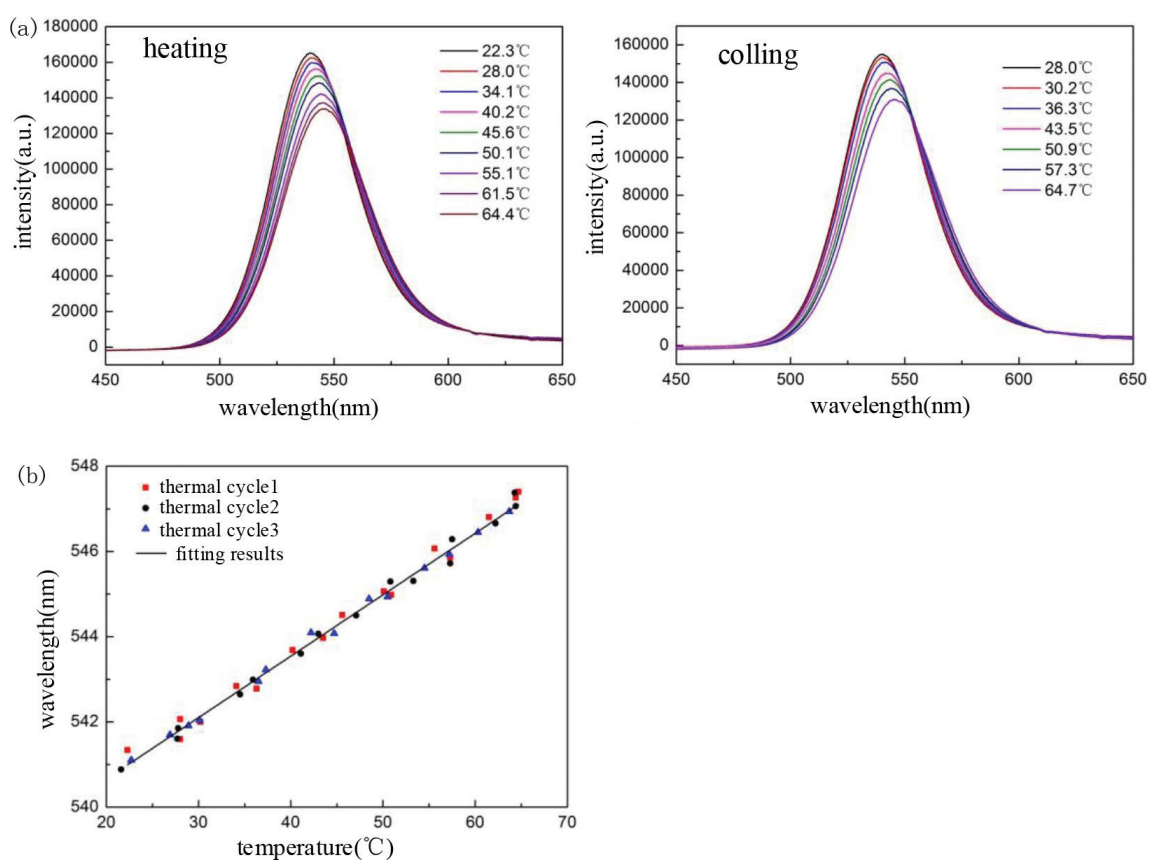 (a)
heating
intensity(a.u.)
180000
160000
140000
120000
100000
80000
60000
40000
20000
0
22.3℃
28.0℃
34.1℃
40.2℃
45.6℃
50.1℃
55.1℃
61.5℃
64.4℃
450 500 550 600 650
wavelength(nm)
colling
intensity(a.u.)
160000
140000
120000
100000
80000
60000
40000
20000
0
28.0℃
30.2℃
36.3℃
43.5℃
50.9℃
57.3℃
64.7℃
450 500 550 600 650
wavelength(nm)
(b)
wavelength(nm)
548
546
544
542
540
thermal cycle1
thermal cycle2
thermal cycle3
fitting results
20 30 40 50 60 70
temperature(℃)